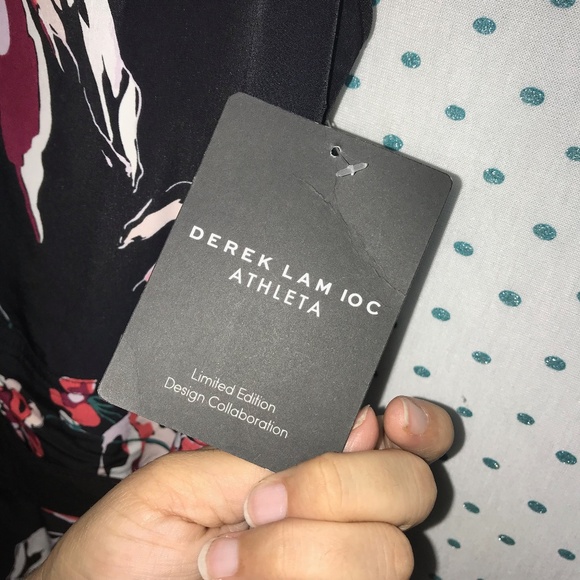 DEREK LAM 10C
ATHLETA
Limited Edition
Design Collaboration